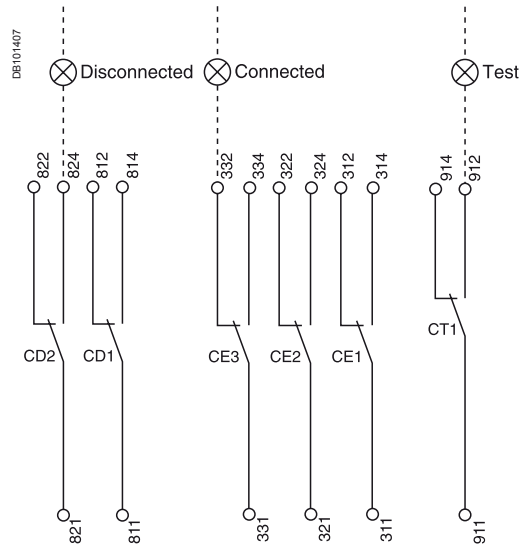 DB101407
Disconnected
Connected
Test
822
824
812
814
332
334
322
324
312
314
914
912
CD2
CD1
CE3
CE2
CE1
CT1
821
811
331
321
311
911